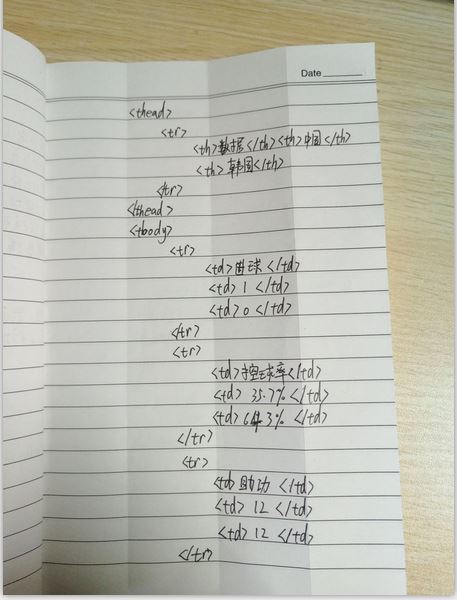 Date
<thead>
<tr>
<th>数据</th><th>中国</th>
<th>韩国</th>
</tr>
</thead>
<tbody>
<tr>
<td>进球</td>
<td>1</td>
<td>0</td>
</tr>
<tr>
<td>控球率</td>
<td>35.7%</td>
<td>64.3%</td>
</tr>
<tr>
<td>助功</td>
<td>12</td>
<td>12</td>
</tr>